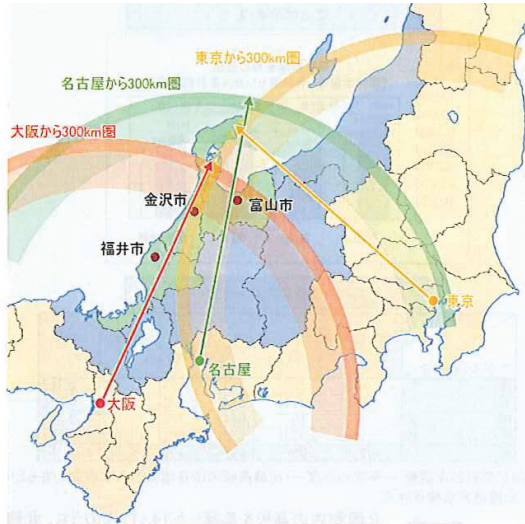 東京から300km圏
名古屋から300km圏
大阪から300km圏
金沢市
富山市
福井市
東京
名古屋
大阪